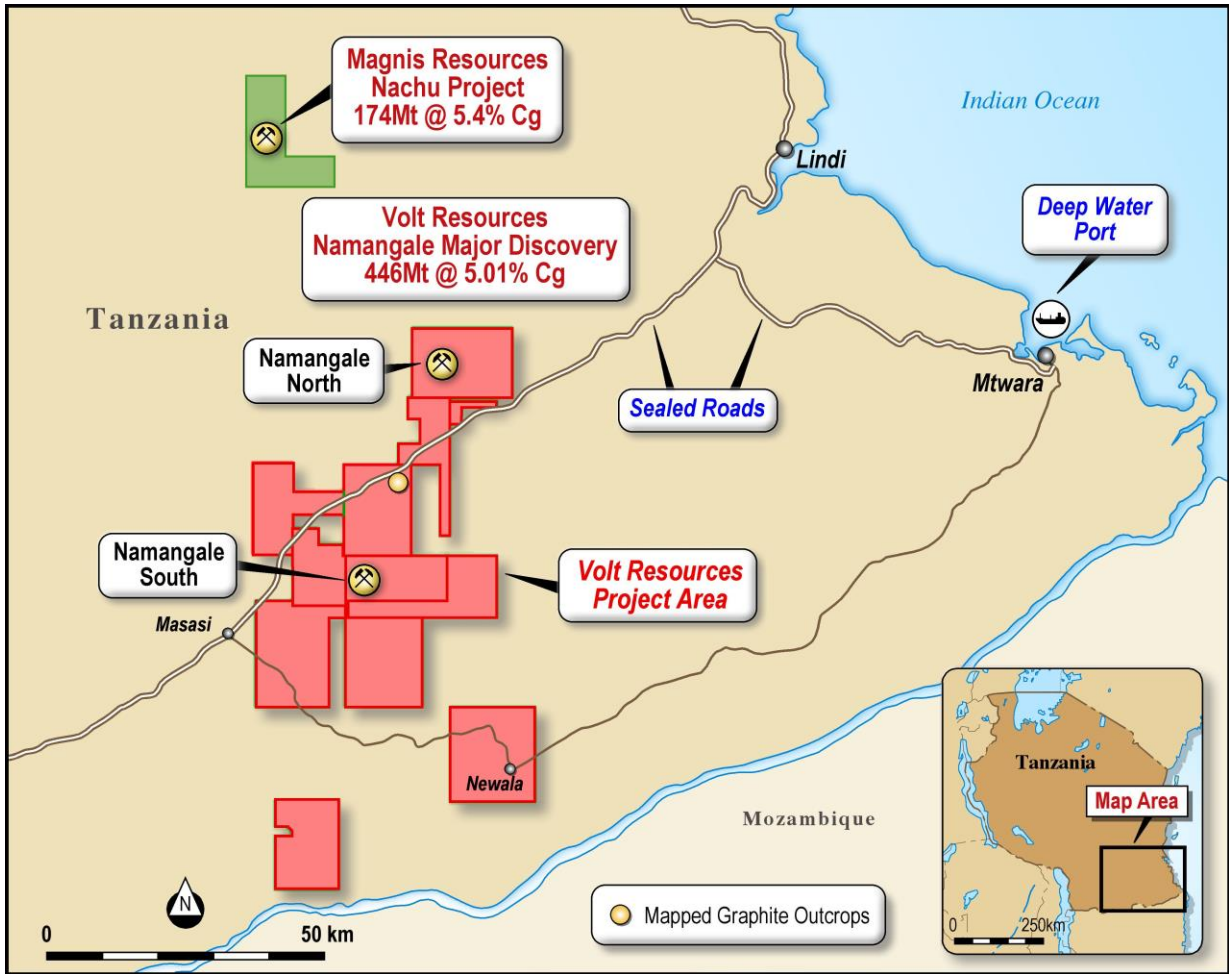 Magnis Resources
Nachu Project
174Mt @ 5.4% Cg
Indian Ocean
Lindi
Volt Resources
Namangale Major Discovery
446Mt @ 5.01% Cg
Deep Water
Port
Tanzania
Namangale
North
Sealed Roads
Mtwara
Namangale
South
Volt Resources
Project Area
Masasi
Newala
Mozambique
Tanzania
Map Area
0 250km
N
Mapped Graphite Outcrops
0 50 km